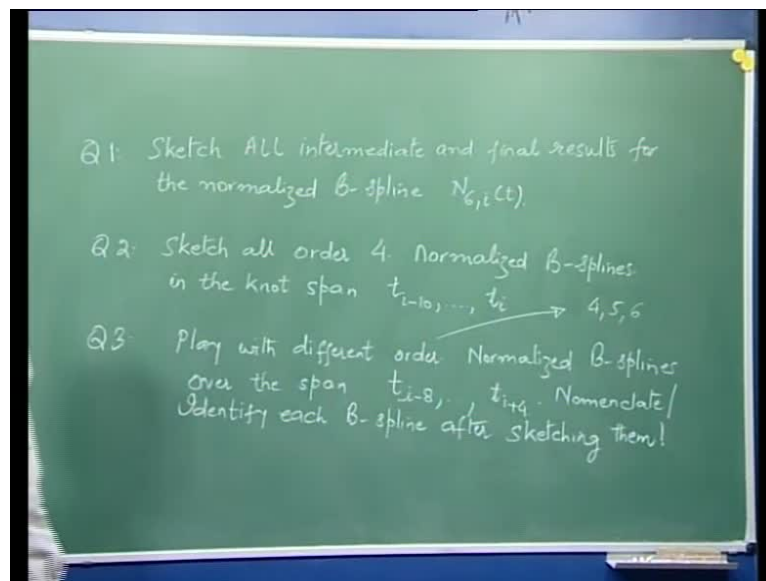 Q1: Sketch ALL intermediate and final results for
the normalized B-spline N6,i(t).
Q2: Sketch all order 4 Normalized B-splines
in the knot span ti-10,...., ti
4,5,6
Q3 Play with different order Normalized B-splines
over the span ti-8,.., ti+4. Nomenclate/
Identify each B-spline after sketching them!